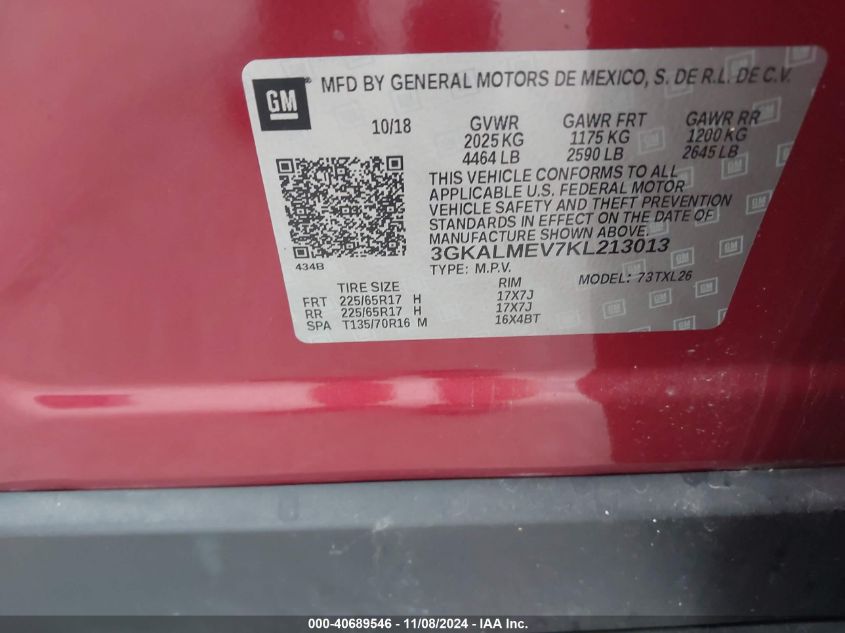 GM MFD BY GENERAL MOTORS DE MEXICO, S. DE R.L. DE C.V.
10/18 GVWR GAWR FRT GAWR RR
2025 KG 1175 KG 1200 KG
4464 LB 2590 LB 2645 LB
THIS VEHICLE CONFORMS TO ALL
APPLICABLE U.S. FEDERAL MOTOR
VEHICLE SAFETY AND THEFT PREVENTION
STANDARDS IN EFFECT ON THE DATE OF
MANUFACTURE SHOWN ABOVE.
3GKALMEV7KL213013
434B TYPE: M.P.V. MODEL: 73TXL26
TIRE SIZE RIM
FRT 225/65R17 H 17X7J
RR 225/65R17 H 17X7J
SPA T135/70R16 M 16X4BT
000-40689546 - 11/08/2024 - IAA Inc.